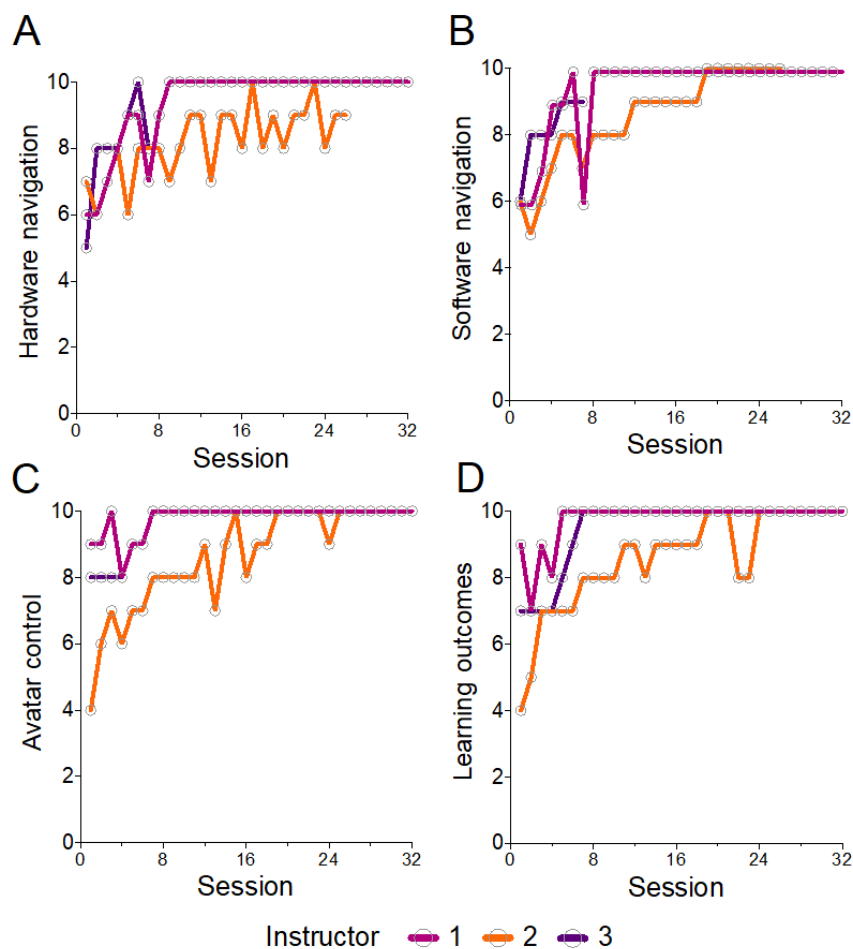 A
Hardware navigation
10
8
6
4
2
0
0 8 16 24 32
Session
B
Software navigation
10
8
6
4
2
0
0 8 16 24 32
Session
C
Avatar control
10
8
6
4
2
0
0 8 16 24 32
Session
D
Learning outcomes
10
8
6
4
2
0
0 8 16 24 32
Session
Instructor 1 2 3